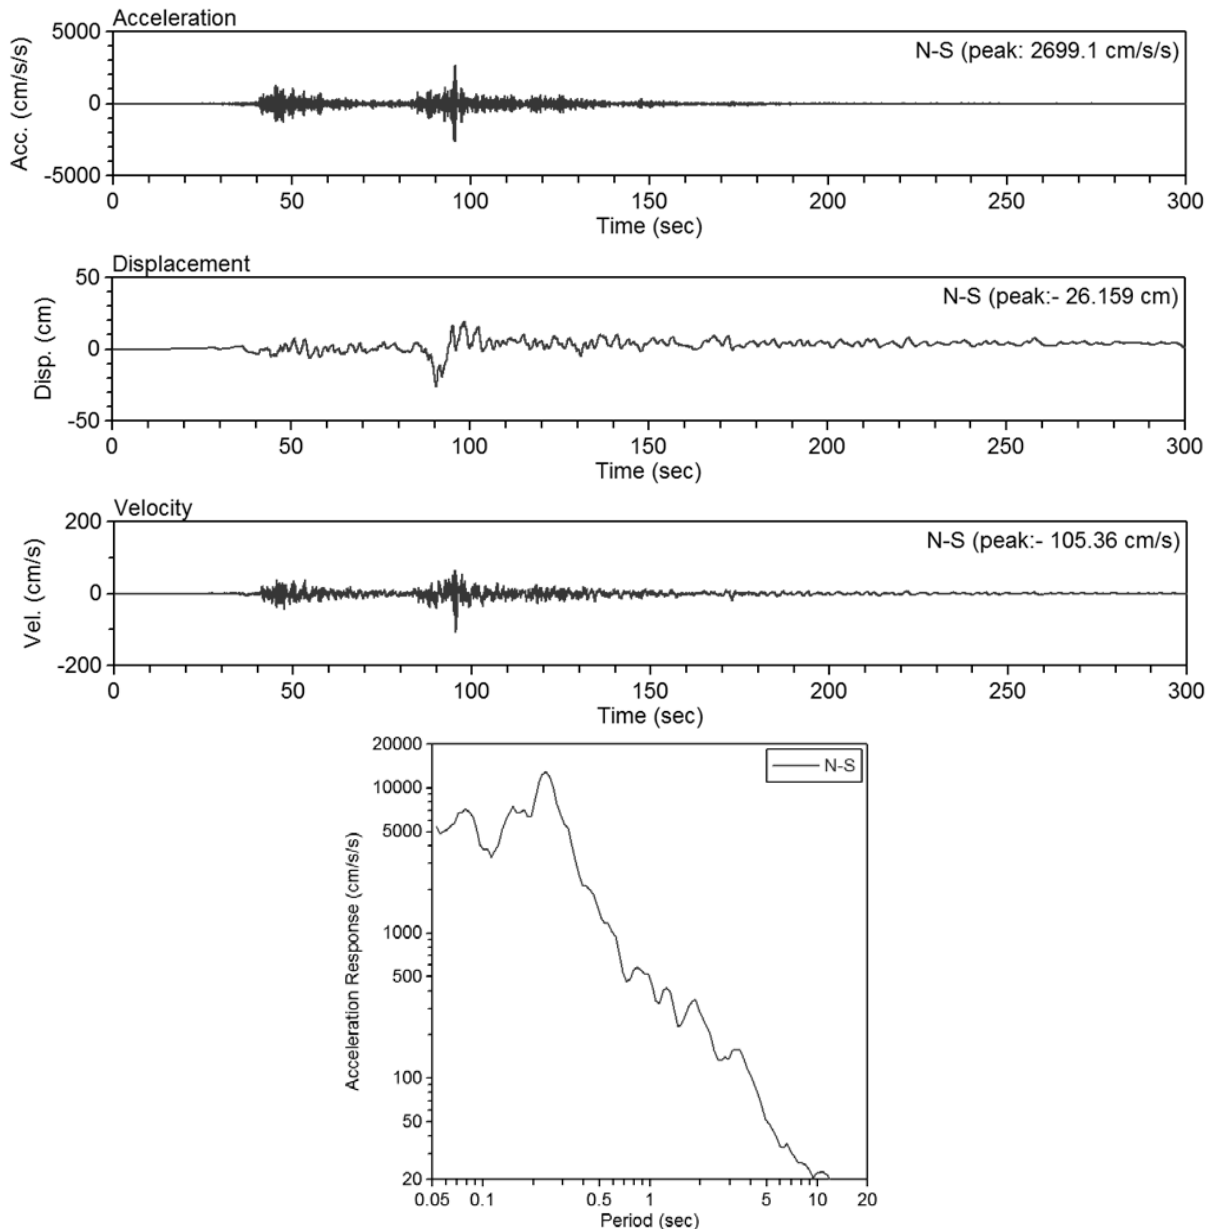 Acceleration
N-S (peak: 2699.1 cm/s/s)
Acc. (cm/s/s)
5000
0
-5000
0 50 100 150 200 250 300
Time (sec)
Displacement
N-S (peak:- 26.159 cm)
Disp. (cm)
50
0
-50
0 50 100 150 200 250 300
Time (sec)
Velocity
N-S (peak:- 105.36 cm/s)
Vel. (cm/s)
200
0
-200
0 50 100 150 200 250 300
Time (sec)
N-S
Acceleration Response (cm/s/s)
20000
10000
5000
1000
500
100
50
20
0.05 0.1 0.5 1 5 10 20
Period (sec)